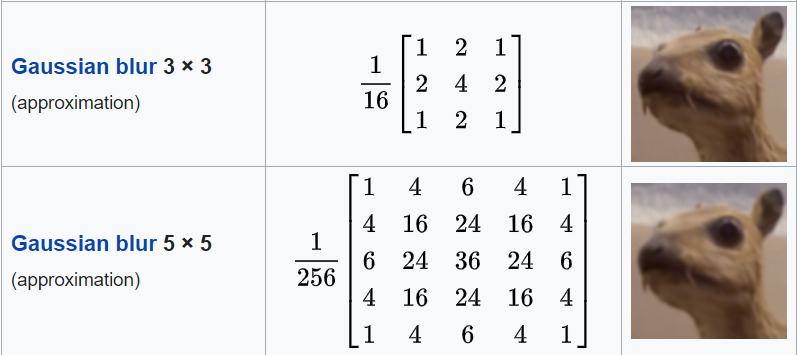 Gaussian blur 3 × 3
(approximation)
1
16
1 2 1
2 4 2
1 2 1
Gaussian blur 5 × 5
(approximation)
1
256
1 4 6 4 1
4 16 24 16 4
6 24 36 24 6
4 16 24 16 4
1 4 6 4 1